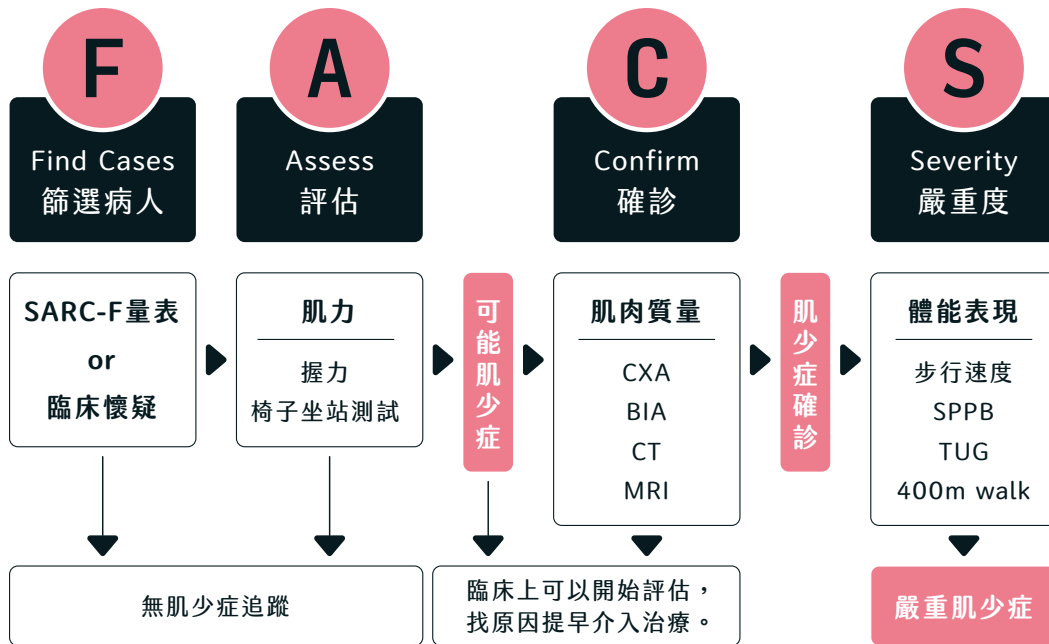 F
Find Cases
篩選病人
A
Assess
評估
C
Confirm
確診
S
Severity
嚴重度
SARC-F量表
or
臨床懷疑
肌力
握力
椅子坐站測試
可能肌少症
肌肉質量
CXA
BIA
CT
MRI
肌少症確診
體能表現
步行速度
SPPB
TUG
400m walk
無肌少症追蹤
臨床上可以開始評估，
找原因提早介入治療。
嚴重肌少症